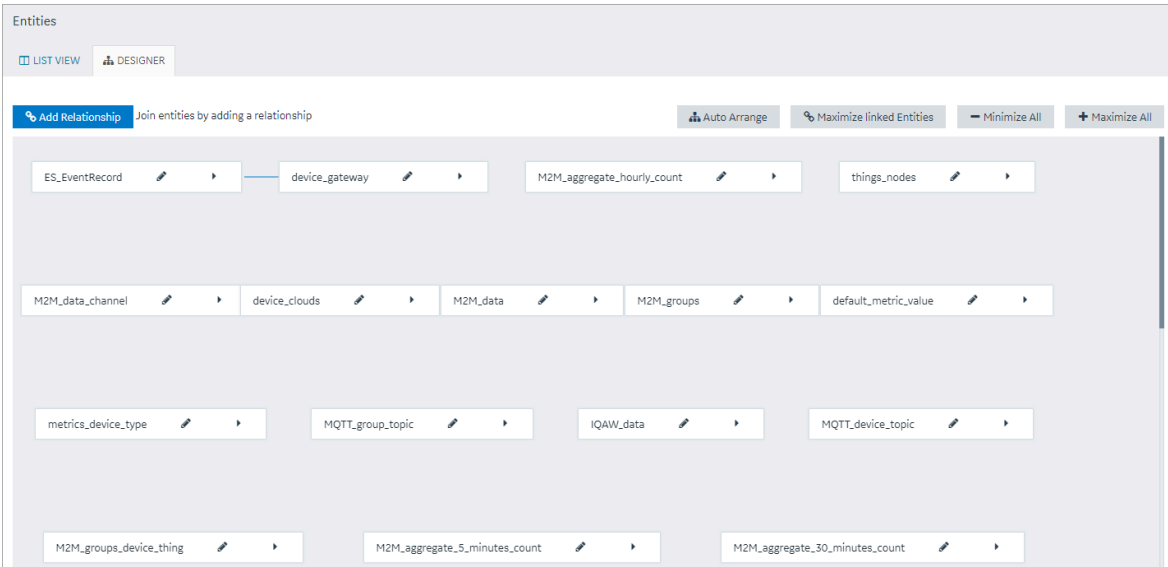 Entities
LIST VIEW DESIGNER
Add Relationship Join entities by adding a relationship Auto Arrange Maximize linked Entities Minimize All Maximize All
ES_EventRecord device_gateway M2M_aggregate_hourly_count things_nodes
M2M_data_channel device_clouds M2M_data M2M_groups default_metric_value
metrics_device_type MQTT_group_topic IQAW_data MQTT_device_topic
M2M_groups_device_thing M2M_aggregate_5_minutes_count M2M_aggregate_30_minutes_count